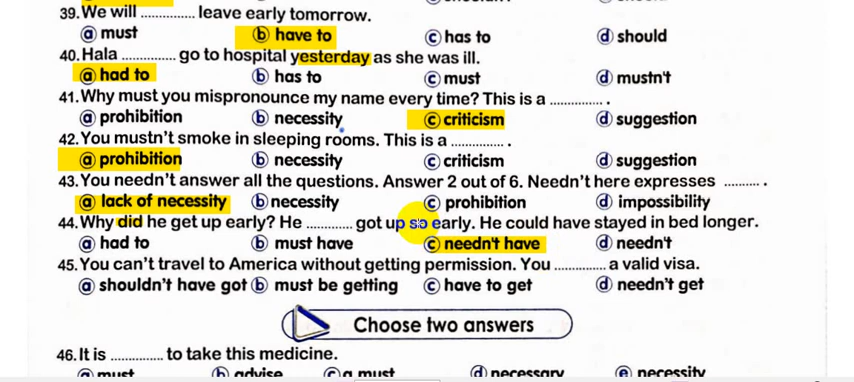 39. We will .............. leave early tomorrow.
ⓐ must ⓑ have to ⓒ has to ⓓ should
40. Hala .............. go to hospital yesterday as she was ill.
ⓐ had to ⓑ has to ⓒ must ⓓ mustn't
41. Why must you mispronounce my name every time? This is a .............. .
ⓐ prohibition ⓑ necessity ⓒ criticism ⓓ suggestion
42. You mustn't smoke in sleeping rooms. This is a .............. .
ⓐ prohibition ⓑ necessity ⓒ criticism ⓓ suggestion
43. You needn't answer all the questions. Answer 2 out of 6. Needn't here expresses .......... .
ⓐ lack of necessity ⓑ necessity ⓒ prohibition ⓓ impossibility
44. Why did he get up early? He ............ got up so early. He could have stayed in bed longer.
ⓐ had to ⓑ must have ⓒ needn't have ⓓ needn't
45. You can't travel to America without getting permission. You .............. a valid visa.
ⓐ shouldn't have got ⓑ must be getting ⓒ have to get ⓓ needn't get
Choose two answers
46. It is .............. to take this medicine.
ⓐ must ⓑ advise ⓒ a must ⓓ necessary ⓔ necessity